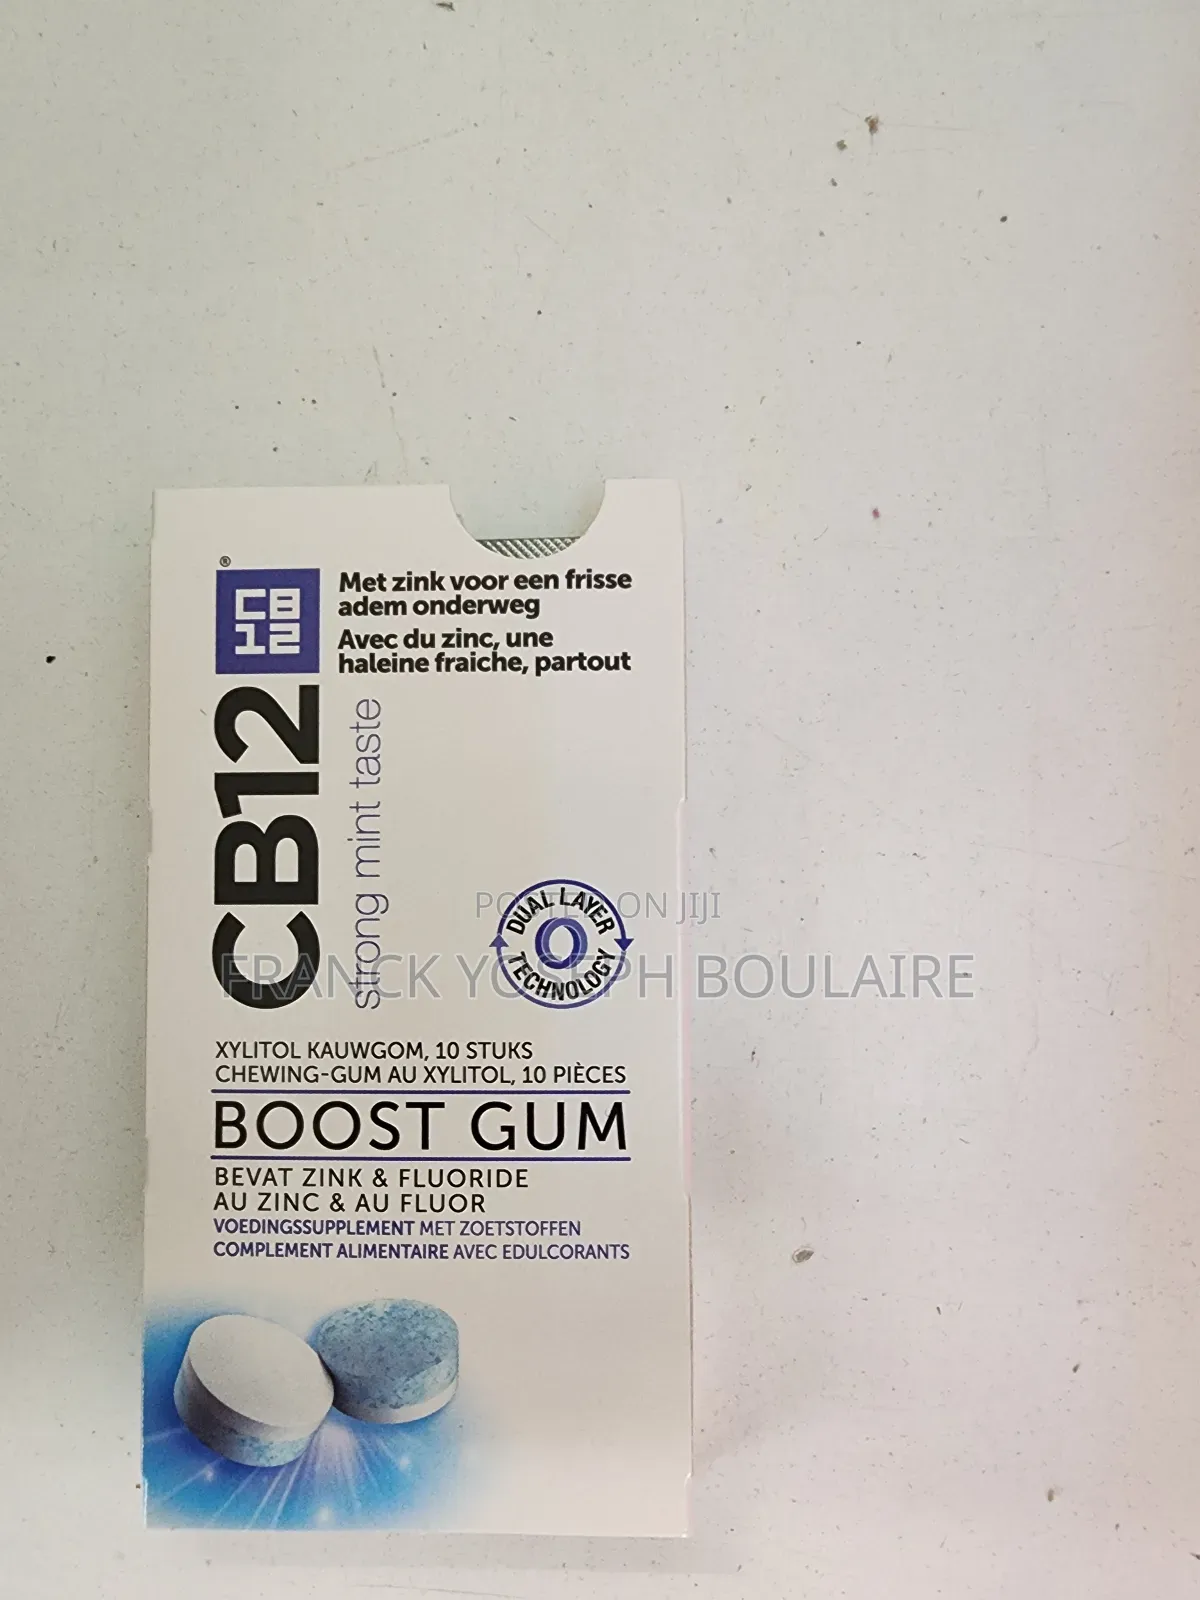 ®
CB
12
Met zink voor een frisse
adem onderweg
Avec du zinc, une
haleine fraiche, partout
CB12
strong mint taste
DUAL LAYER
TECHNOLOGY
POSTED ON JIJI
FRANCK YOSEPH BOULAIRE
XYLITOL KAUWGOM, 10 STUKS
CHEWING-GUM AU XYLITOL, 10 PIÈCES
BOOST GUM
BEVAT ZINK & FLUORIDE
AU ZINC & AU FLUOR
VOEDINGSSUPPLEMENT MET ZOETSTOFFEN
COMPLEMENT ALIMENTAIRE AVEC EDULCORANTS